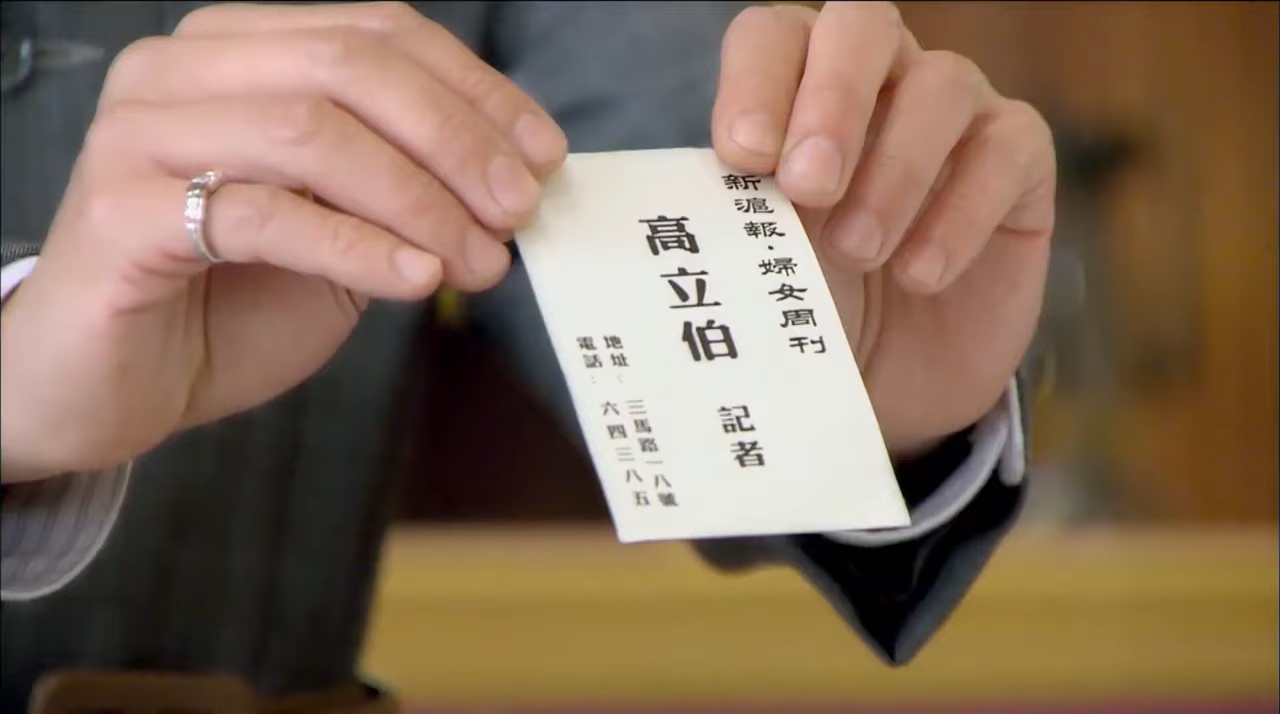 新滬報·婦女周刊
高立伯 記者
地址：三馬路一八號
電話：六四三八五